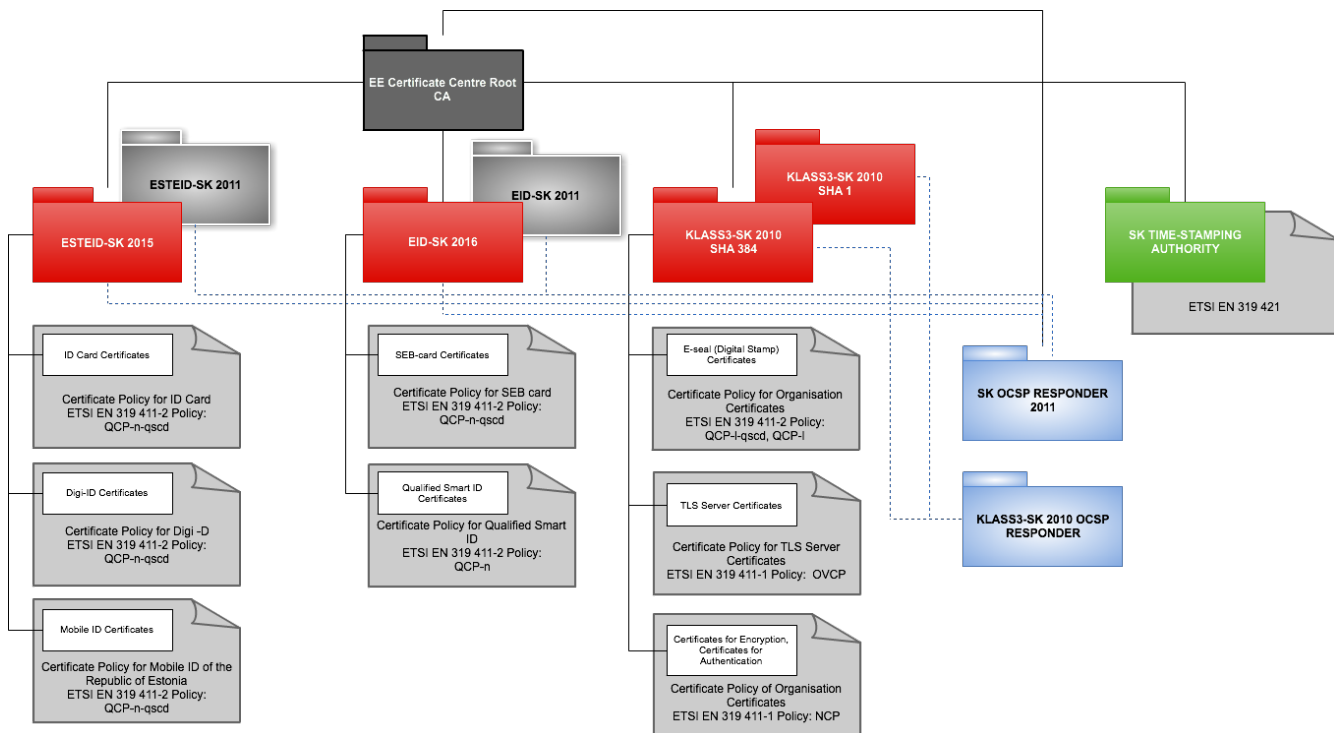 EE Certificate Centre Root
CA
ESTEID-SK 2011
ESTEID-SK 2015
EID-SK 2011
EID-SK 2016
KLASS3-SK 2010
SHA 1
KLASS3-SK 2010
SHA 384
SK TIME-STAMPING
AUTHORITY
ETSI EN 319 421
ID Card Certificates
Certificate Policy for ID Card
ETSI EN 319 411-2 Policy:
QCP-n-qscd
Digi-ID Certificates
Certificate Policy for Digi -D
ETSI EN 319 411-2 Policy:
QCP-n-qscd
Mobile ID Certificates
Certificate Policy for Mobile ID of the
Republic of Estonia
ETSI EN 319 411-2 Policy:
QCP-n-qscd
SEB-card Certificates
Certificate Policy for SEB card
ETSI EN 319 411-2 Policy:
QCP-n-qscd
Qualified Smart ID
Certificates
Certificate Policy for Qualified Smart
ID
ETSI EN 319 411-2 Policy:
QCP-n
E-seal (Digital Stamp)
Certificates
Certificate Policy for Organisation
Certificates
ETSI EN 319 411-2 Policy:
QCP-l-qscd, QCP-l
TLS Server Certificates
Certificate Policy for TLS Server
Certificates
ETSI EN 319 411-1 Policy: OVCP
Certificates for Encryption,
Certificates for
Authentication
Certificate Policy of Organisation
Certificates
ETSI EN 319 411-1 Policy: NCP
SK OCSP RESPONDER
2011
KLASS3-SK 2010 OCSP
RESPONDER